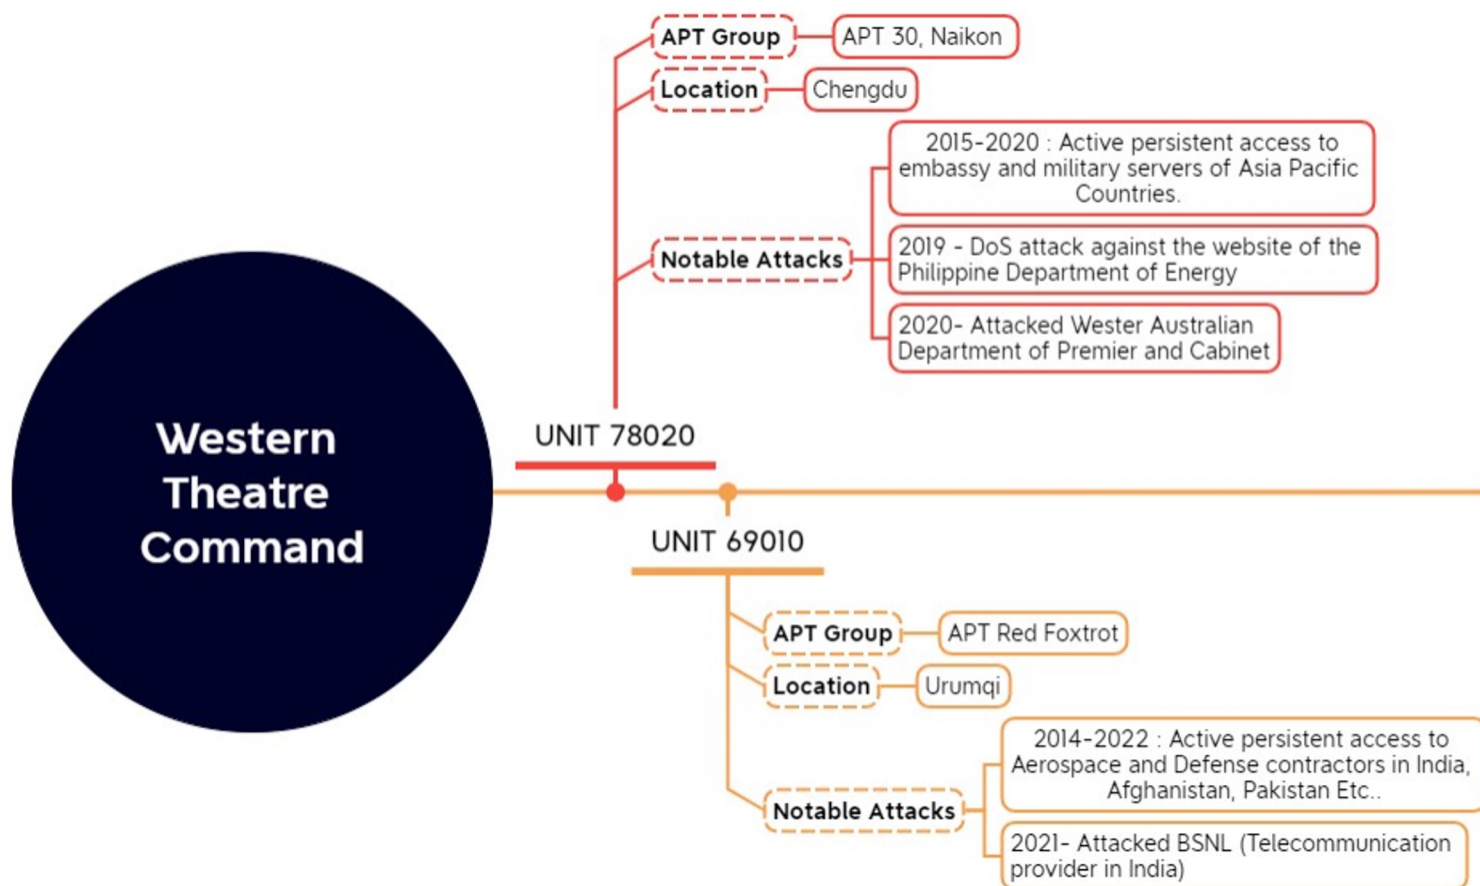 Western
Theatre
Command
UNIT 78020
APT Group
APT 30, Naikon
Location
Chengdu
Notable Attacks
2015-2020 : Active persistent access to
embassy and military servers of Asia Pacific
Countries.
2019 - DoS attack against the website of the
Philippine Department of Energy
2020- Attacked Wester Australian
Department of Premier and Cabinet
UNIT 69010
APT Group
APT Red Foxtrot
Location
Urumqi
Notable Attacks
2014-2022 : Active persistent access to
Aerospace and Defense contractors in India,
Afghanistan, Pakistan Etc..
2021- Attacked BSNL (Telecommunication
provider in India)